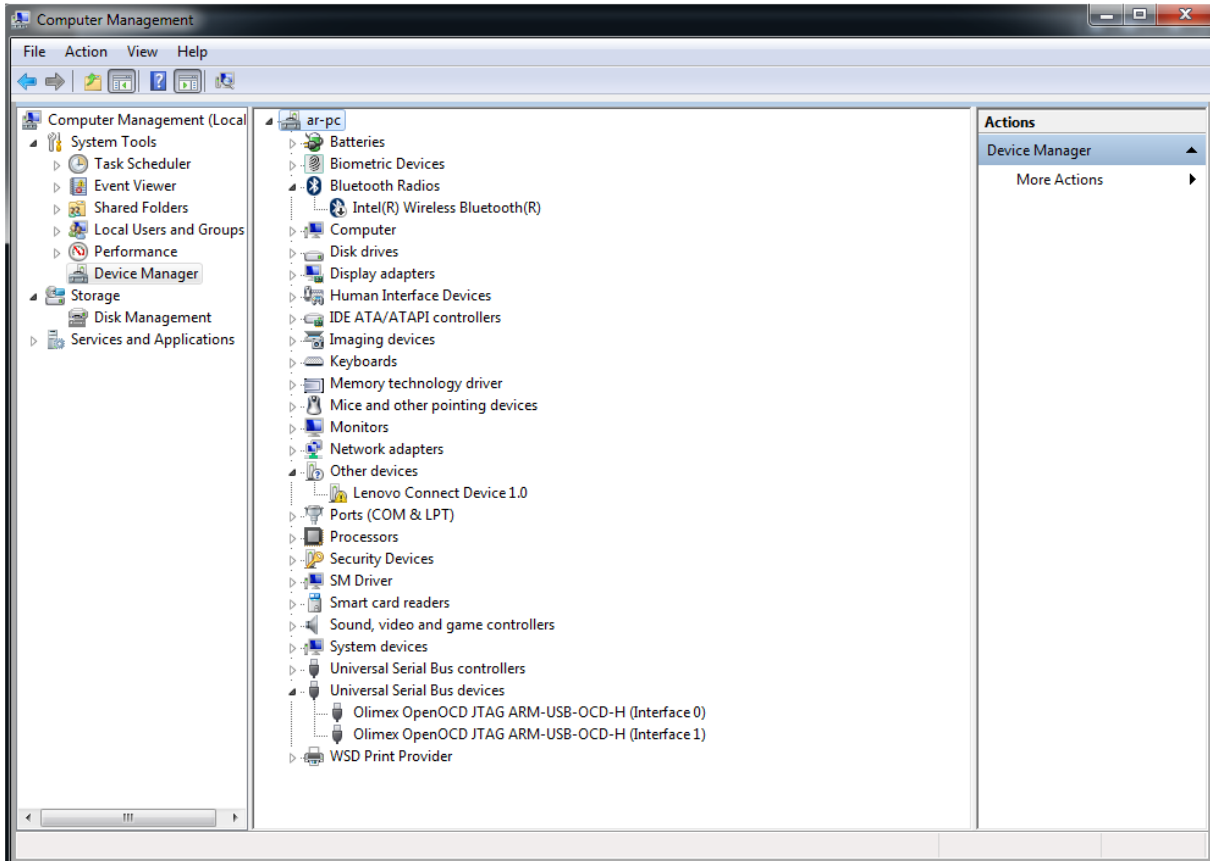 Computer Management
File Action View Help
Computer Management (Local
System Tools
Task Scheduler
Event Viewer
Shared Folders
Local Users and Groups
Performance
Device Manager
Storage
Disk Management
Services and Applications
ar-pc
Batteries
Biometric Devices
Bluetooth Radios
Intel(R) Wireless Bluetooth(R)
Computer
Disk drives
Display adapters
Human Interface Devices
IDE ATA/ATAPI controllers
Imaging devices
Keyboards
Memory technology driver
Mice and other pointing devices
Monitors
Network adapters
Other devices
Lenovo Connect Device 1.0
Ports (COM & LPT)
Processors
Security Devices
SM Driver
Smart card readers
Sound, video and game controllers
System devices
Universal Serial Bus controllers
Universal Serial Bus devices
Olimex OpenOCD JTAG ARM-USB-OCD-H (Interface 0)
Olimex OpenOCD JTAG ARM-USB-OCD-H (Interface 1)
WSD Print Provider
Actions
Device Manager
More Actions